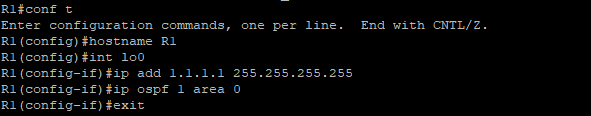 R1#conf t
Enter configuration commands, one per line.  End with CNTL/Z.
R1(config)#hostname R1
R1(config)#int lo0
R1(config-if)#ip add 1.1.1.1 255.255.255.255
R1(config-if)#ip ospf 1 area 0
R1(config-if)#exit